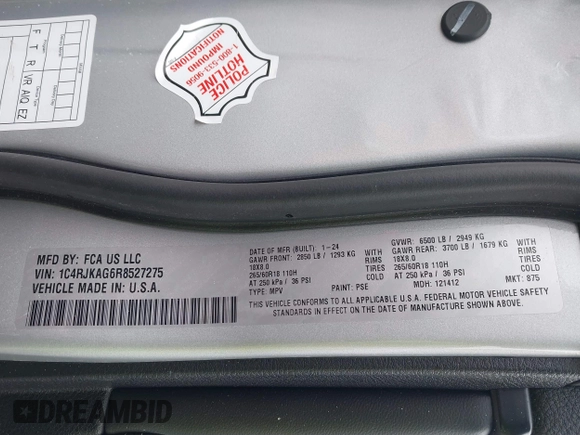 POLICE
HOTLINE
IMPOUND
NOTIFICATIONS
1-800-533-9056
F T R VR A/Q EZ
MFD BY: FCA US LLC
VIN: 1C4RJKAG6R8527275
VEHICLE MADE IN: U.S.A.
DATE OF MFR (BUILT): 1-24
GAWR FRONT: 2850 LB / 1293 KG
18X8.0 WITH RIMS
265/60R18 110H TIRES
AT 250 kPa / 36 PSI
TYPE: MPV
PAINT: PSE
GVWR: 6500 LB / 2949 KG
GAWR REAR: 3700 LB / 1679 KG
18X8.0 WITH RIMS
265/60R18 110H TIRES
AT 250 kPa / 36 PSI
MDH: 121412
MKT: 875
THIS VEHICLE CONFORMS TO ALL APPLICABLE U.S.A. FEDERAL MOTOR VEHICLE SAFETY
STANDARDS IN EFFECT ON THE DATE OF MANUFACTURE SHOWN ABOVE.
DREAMBID